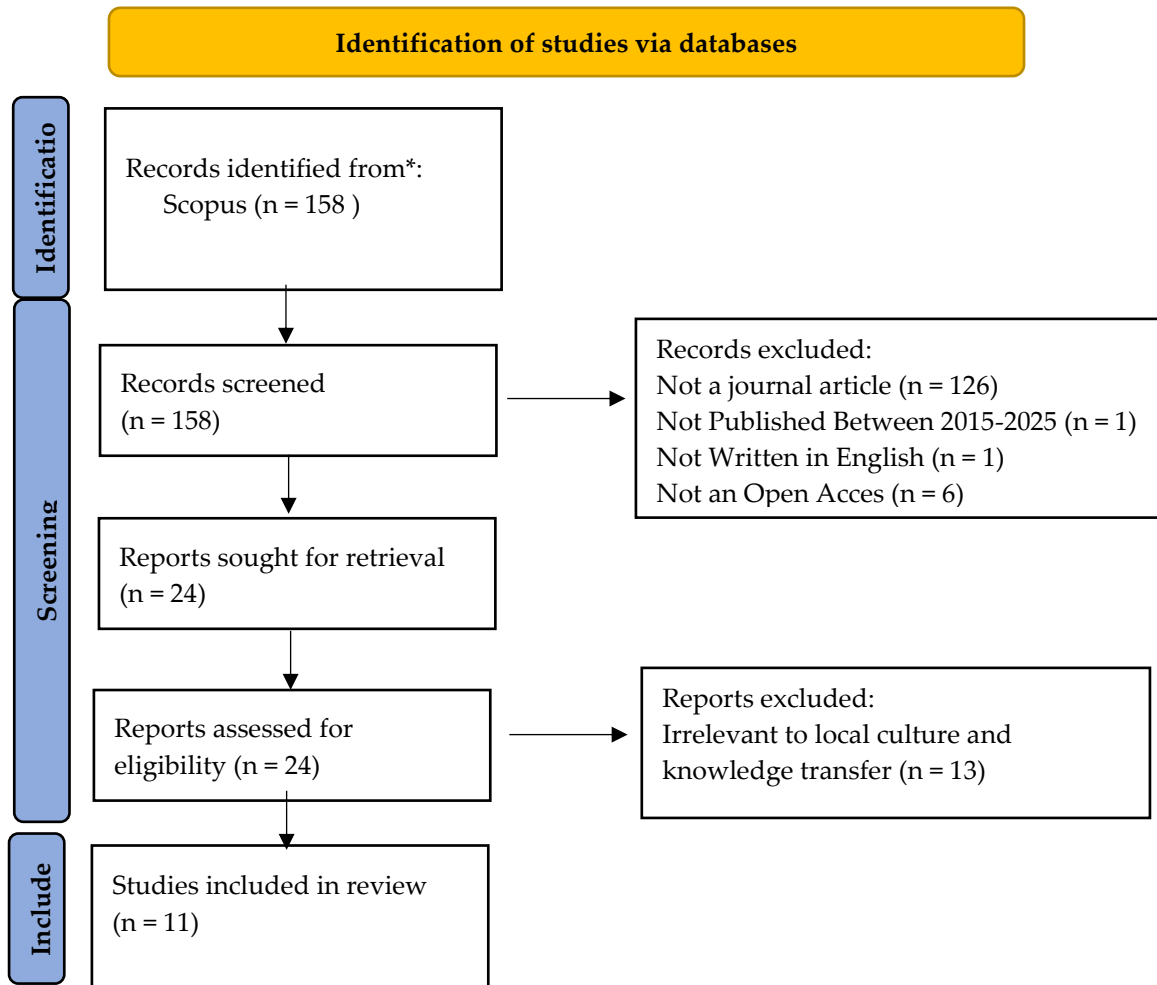 Identification of studies via databases
Identificatio
Records identified from*:
Scopus (n = 158 )
Screening
Records screened
(n = 158)
Records excluded:
Not a journal article (n = 126)
Not Published Between 2015-2025 (n = 1)
Not Written in English (n = 1)
Not an Open Acces (n = 6)
Reports sought for retrieval
(n = 24)
Reports assessed for
eligibility (n = 24)
Reports excluded:
Irrelevant to local culture and
knowledge transfer (n = 13)
Include
Studies included in review
(n = 11)